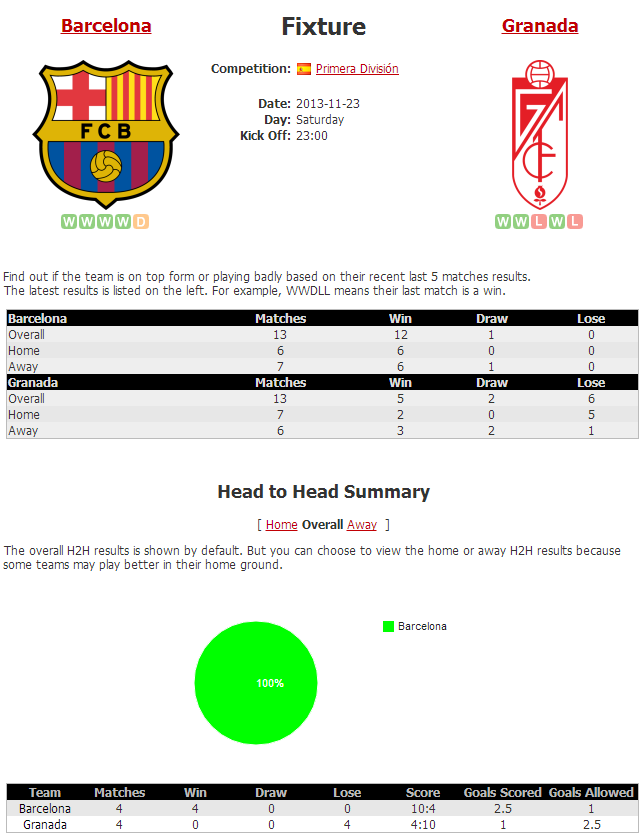 Barcelona Fixture Granada
Competition: Primera División
Date: 2013-11-23
Day: Saturday
Kick Off: 23:00
FCB
W W W W D
W W L W L
Find out if the team is on top form or playing badly based on their recent last 5 matches results.
The latest results is listed on the left. For example, WWDLL means their last match is a win.
Barcelona Matches Win Draw Lose
Overall 13 12 1 0
Home 6 6 0 0
Away 7 6 1 0
Granada Matches Win Draw Lose
Overall 13 5 2 6
Home 7 2 0 5
Away 6 3 2 1
Head to Head Summary
[ Home Overall Away ]
The overall H2H results is shown by default. But you can choose to view the home or away H2H results because
some teams may play better in their home ground.
Barcelona
100%
Team Matches Win Draw Lose Score Goals Scored Goals Allowed
Barcelona 4 4 0 0 10:4 2.5 1
Granada 4 0 0 4 4:10 1 2.5